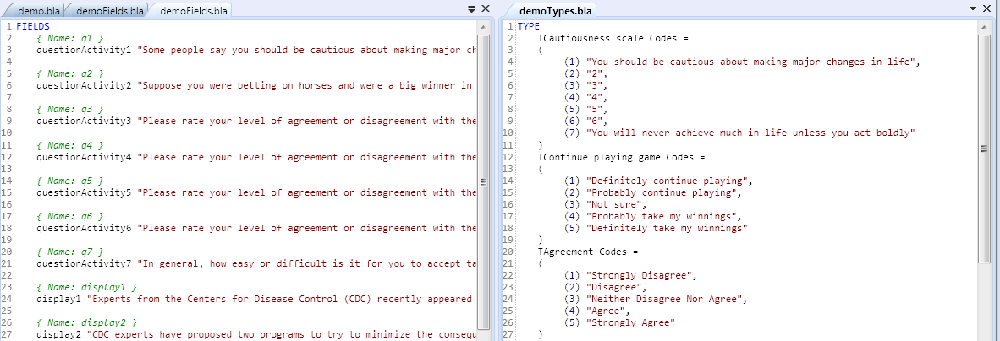 demo.bla demoFields.bla demoFields.bla
1 FIELDS
2 { Name: q1 }
3 questionActivity1 "Some people say you should be cautious about making major ch
4
5 { Name: q2 }
6 questionActivity2 "Suppose you were betting on horses and were a big winner in
7
8 { Name: q3 }
9 questionActivity3 "Please rate your level of agreement or disagreement with the
10
11 { Name: q4 }
12 questionActivity4 "Please rate your level of agreement or disagreement with the
13
14 { Name: q5 }
15 questionActivity5 "Please rate your level of agreement or disagreement with the
16
17 { Name: q6 }
18 questionActivity6 "Please rate your level of agreement or disagreement with the
19
20 { Name: q7 }
21 questionActivity7 "In general, how easy or difficult is it for you to accept ta
22
23 { Name: display1 }
24 display1 "Experts from the Centers for Disease Control (CDC) recently appeared
25
26 { Name: display2 }
27 display2 "CDC experts have proposed two programs to try to minimize the consequ
demoTypes.bla
1 TYPE
2 TCautiousness scale Codes =
3 (
4 (1) "You should be cautious about making major changes in life",
5 (2) "2",
6 (3) "3",
7 (4) "4",
8 (5) "5",
9 (6) "6",
10 (7) "You will never achieve much in life unless you act boldly"
11 )
12 TContinue playing game Codes =
13 (
14 (1) "Definitely continue playing",
15 (2) "Probably continue playing",
16 (3) "Not sure",
17 (4) "Probably take my winnings",
18 (5) "Definitely take my winnings"
19 )
20 TAgreement Codes =
21 (
22 (1) "Strongly Disagree",
23 (2) "Disagree",
24 (3) "Neither Disagree Nor Agree",
25 (4) "Agree",
26 (5) "Strongly Agree"
27 )